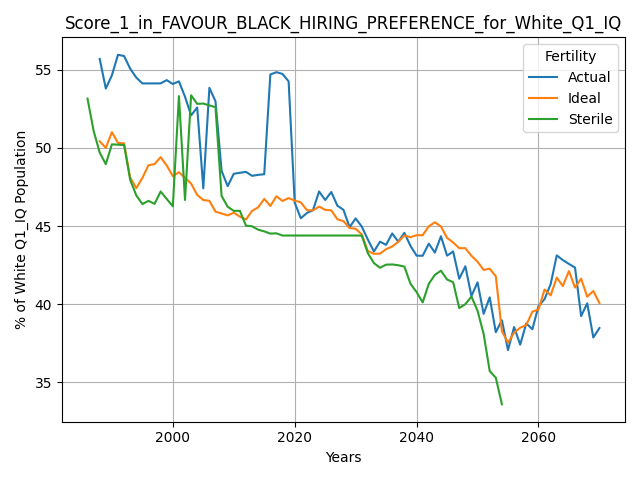 Score_1_in_FAVOUR_BLACK_HIRING_PREFERENCE_for_White_Q1_IQ
Fertility
Actual
Ideal
Sterile
% of White Q1_IQ Population
55
50
45
40
35
2000
2020
2040
2060
Years